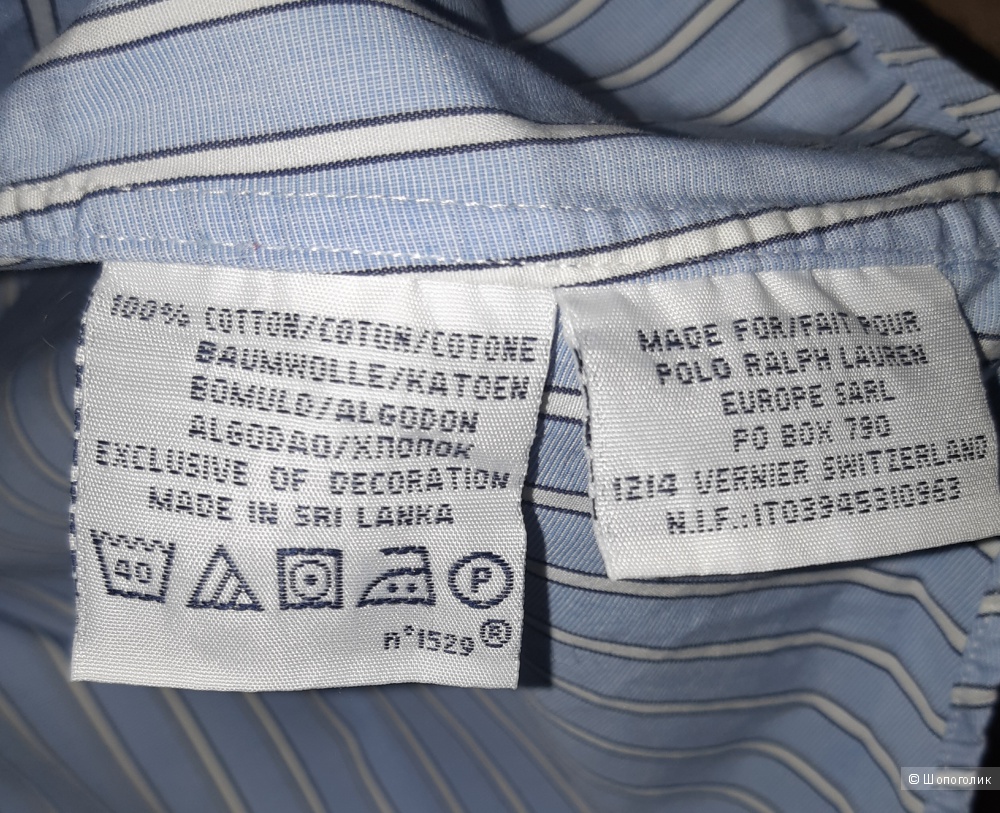 100% COTTON/COTON/COTONE
BAUMWOLLE/KATOEN
BOMULD/ALGODON
ALGODAO/ХЛОПОК
EXCLUSIVE OF DECORATION
MADE IN SRI LANKA
40
P
n°1529®
MADE FOR/FAIT POUR
POLO RALPH LAUREN
EUROPE SARL
PO BOX 790
1214 VERNIER SWITZERLAND
N.I.F.:IT03945310963
© Шопоголик